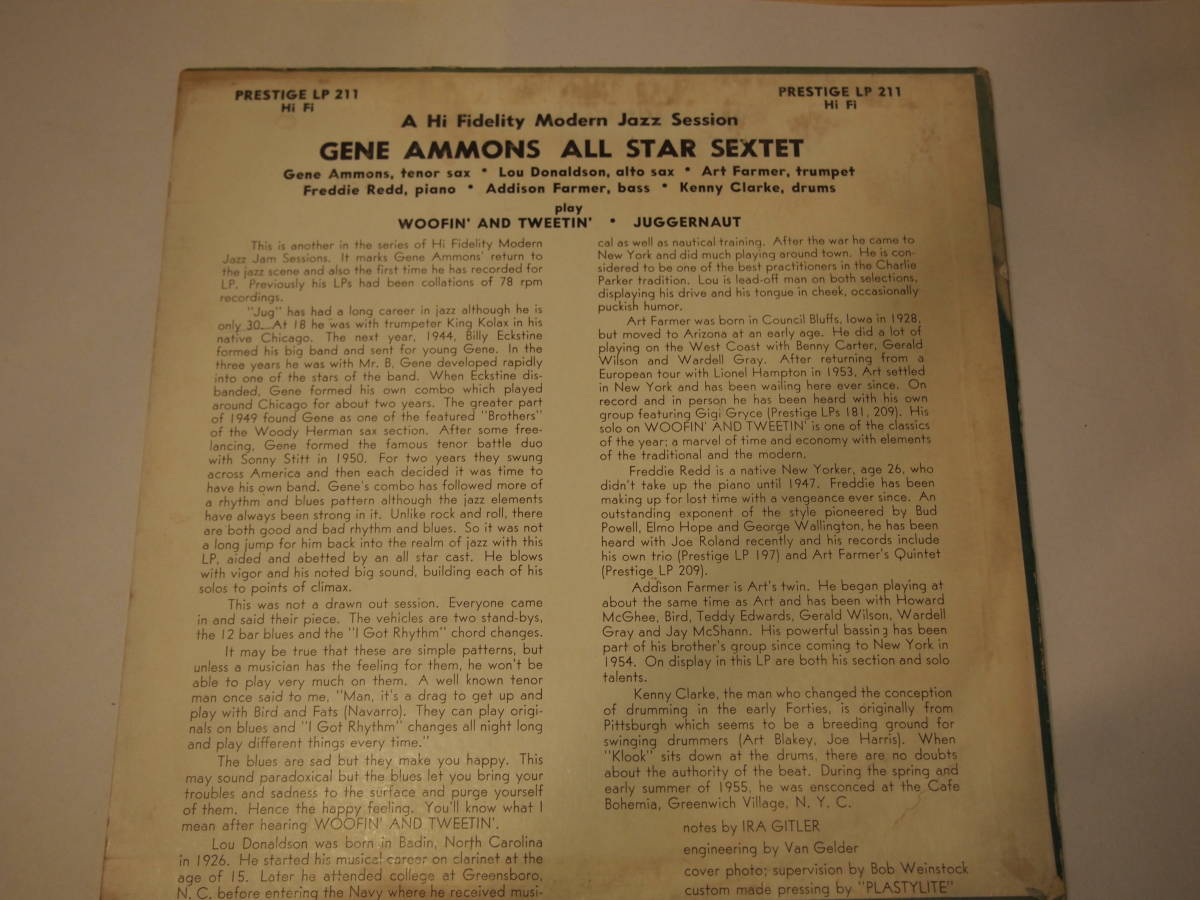 PRESTIGE LP 211
Hi Fi
PRESTIGE LP 211
Hi Fi
A Hi Fidelity Modern Jazz Session
GENE AMMONS ALL STAR SEXTET
Gene Ammons, tenor sax • Lou Donaldson, alto sax • Art Farmer, trumpet
Freddie Redd, piano • Addison Farmer, bass • Kenny Clarke, drums
play
WOOFIN' AND TWEETIN' • JUGGERNAUT
This is another in the series of Hi Fidelity Modern
Jazz Jam Sessions. It marks Gene Ammons' return to
the jazz scene and also the first time he has recorded for
LP. Previously his LPs had been collations of 78 rpm
recordings.
"Jug" has had a long career in jazz although he is
only 30. At 18 he was with trumpeter King Kolax in his
native Chicago. The next year, 1944, Billy Eckstine
formed his big band and sent for young Gene. In the
three years he was with Mr. B, Gene developed rapidly
into one of the stars of the band. When Eckstine dis-
banded, Gene formed his own combo which played
around Chicago for about two years. The greater part
of 1949 found Gene as one of the featured "Brothers"
of the Woody Herman sax section. After some free-
lancing, Gene formed the famous tenor battle duo
with Sonny Stitt in 1950. For two years they swung
across America and then each decided it was time to
have his own band. Gene's combo has followed more of
a rhythm and blues pattern although the jazz elements
have always been strong in it. Unlike rock and roll, there
are both good and bad rhythm and blues. So it was not
a long jump for him back into the realm of jazz with this
LP, aided and abetted by an all star cast. He blows
with vigor and his noted big sound, building each of his
solos to points of climax.
This was not a drawn out session. Everyone came
in and said their piece. The vehicles are two stand-bys,
the 12 bar blues and the "I Got Rhythm" chord changes.
It may be true that these are simple patterns, but
unless a musician has the feeling for them, he won't be
able to play very much on them. A well known tenor
man once said to me, "Man, it's a drag to get up and
play with Bird and Fats (Navarro). They can play origi-
nals on blues and "I Got Rhythm" changes all night long
and play different things every time."
The blues are sad but they make you happy. This
may sound paradoxical but the blues let you bring your
troubles and sadness to the surface and purge yourself
of them. Hence the happy feeling. You'll know what I
mean after hearing WOOFIN' AND TWEETIN'.
Lou Donaldson was born in Badin, North Carolina
in 1926. He started his musical career on clarinet at the
age of 15. Later he attended college at Greensboro,
N. C. before entering the Navy where he received musi-
cal as well as nautical training. After the war he came to
New York and did much playing around town. He is con-
sidered to be one of the best practitioners in the Charlie
Parker tradition. Lou is lead-off man on both selections,
displaying his drive and his tongue in cheek, occasionally
puckish humor.
Art Farmer was born in Council Bluffs, Iowa in 1928,
but moved to Arizona at an early age. He did a lot of
playing on the West Coast with Benny Carter, Gerald
Wilson and Wardell Gray. After returning from a
European tour with Lionel Hampton in 1953, Art settled
in New York and has been wailing here ever since. On
record and in person he has been heard with his own
group featuring Gigi Gryce (Prestige LPs 181, 209). His
solo on WOOFIN' AND TWEETIN' is one of the classics
of the year; a marvel of time and economy with elements
of the traditional and the modern.
Freddie Redd is a native New Yorker, age 26, who
didn't take up the piano until 1947. Freddie has been
making up for lost time with a vengeance ever since. An
outstanding exponent of the style pioneered by Bud
Powell, Elmo Hope and George Wallington, he has been
heard with Joe Roland recently and his records include
his own trio (Prestige LP 197) and Art Farmer's Quintet
(Prestige LP 209).
Addison Farmer is Art's twin. He began playing at
about the same time as Art and has been with Howard
McGhee, Bird, Teddy Edwards, Gerald Wilson, Wardell
Gray and Jay McShann. His powerful bassing has been
part of his brother's group since coming to New York in
1954. On display in this LP are both his section and solo
talents.
Kenny Clarke, the man who changed the conception
of drumming in the early Forties, is originally from
Pittsburgh which seems to be a breeding ground for
swinging drummers (Art Blakey, Joe Harris). When
"Klook" sits down at the drums, there are no doubts
about the authority of the beat. During the spring and
early summer of 1955, he was ensconced at the Cafe
Bohemia, Greenwich Village, N. Y. C.
notes by IRA GITLER
engineering by Van Gelder
cover photo; supervision by Bob Weinstock
custom made pressing by "PLASTYLITE"